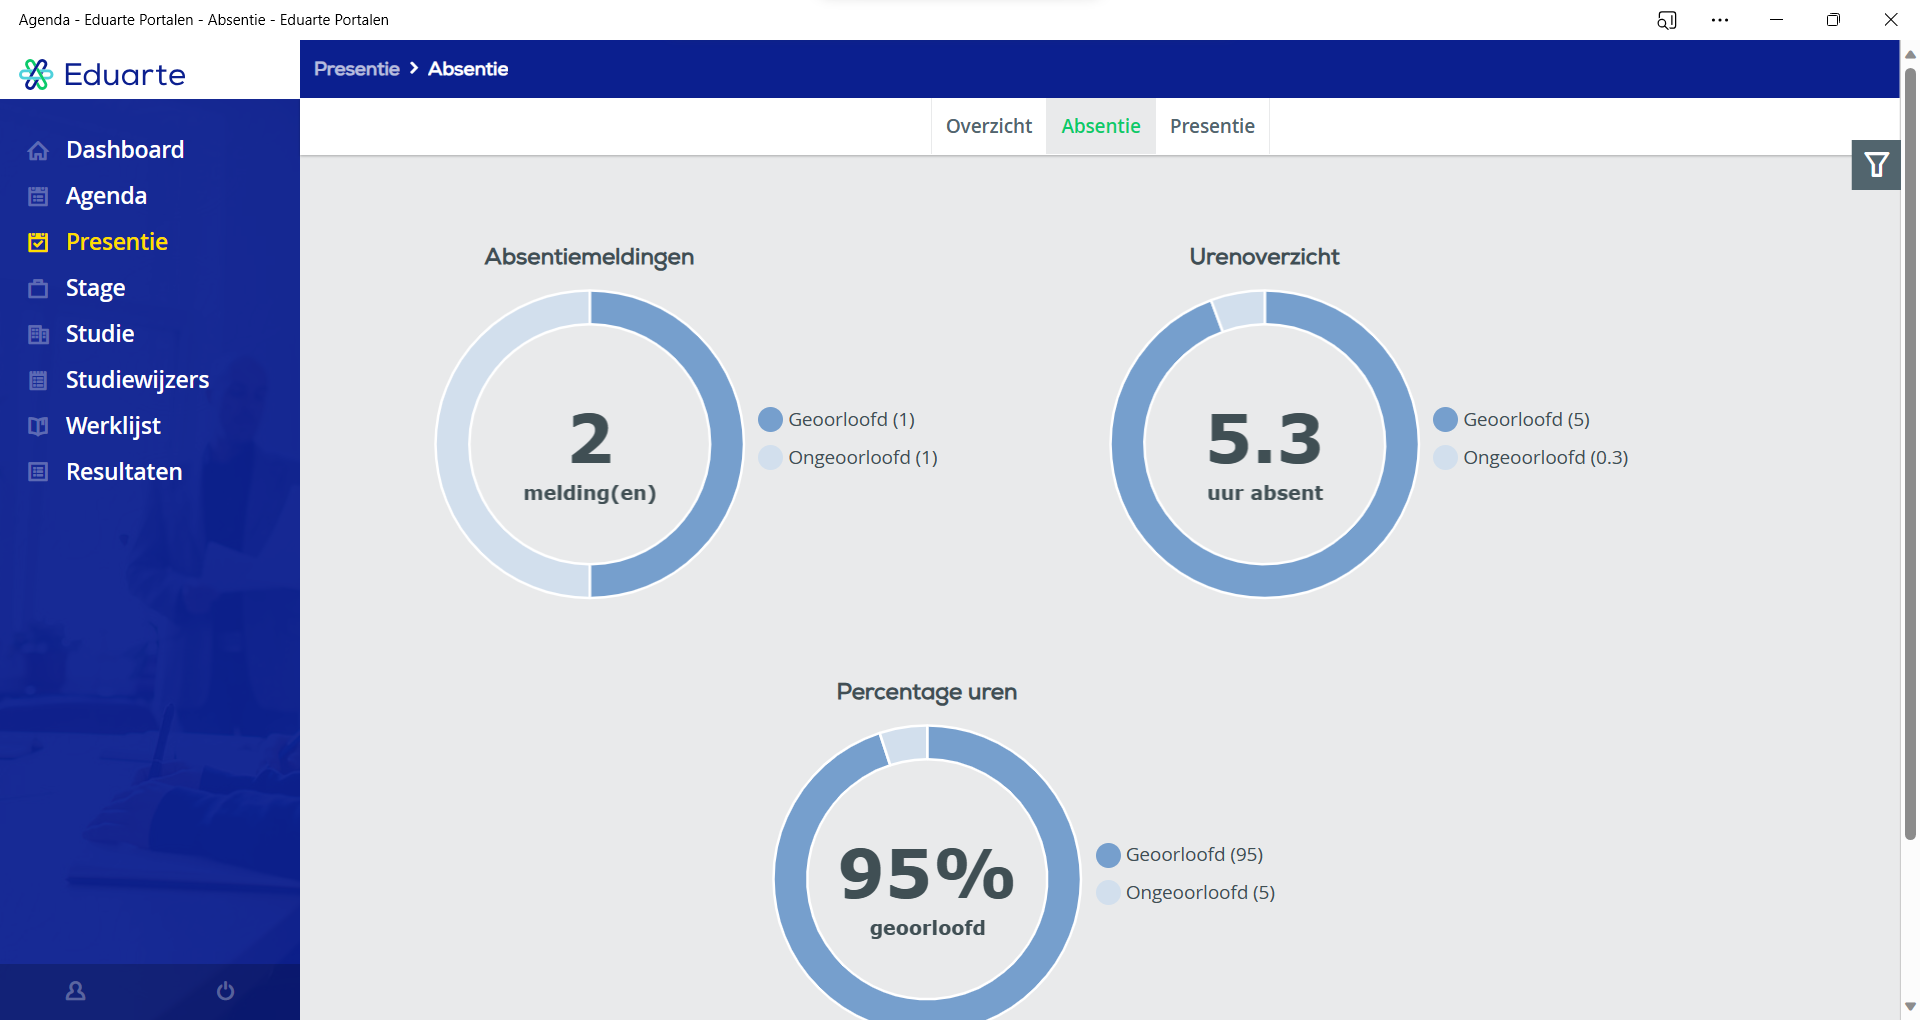 Agenda - Eduarte Portalen - Absentie - Eduarte Portalen
Eduarte
Presentie > Absentie
Overzicht
Absentie
Presentie
Dashboard
Agenda
Presentie
Stage
Studie
Studiewijzers
Werklijst
Resultaten
Absentiemeldingen
2
melding(en)
Geoorloofd (1)
Ongeoorloofd (1)
Urenoverzicht
5.3
uur absent
Geoorloofd (5)
Ongeoorloofd (0.3)
Percentage uren
95%
geoorloofd
Geoorloofd (95)
Ongeoorloofd (5)